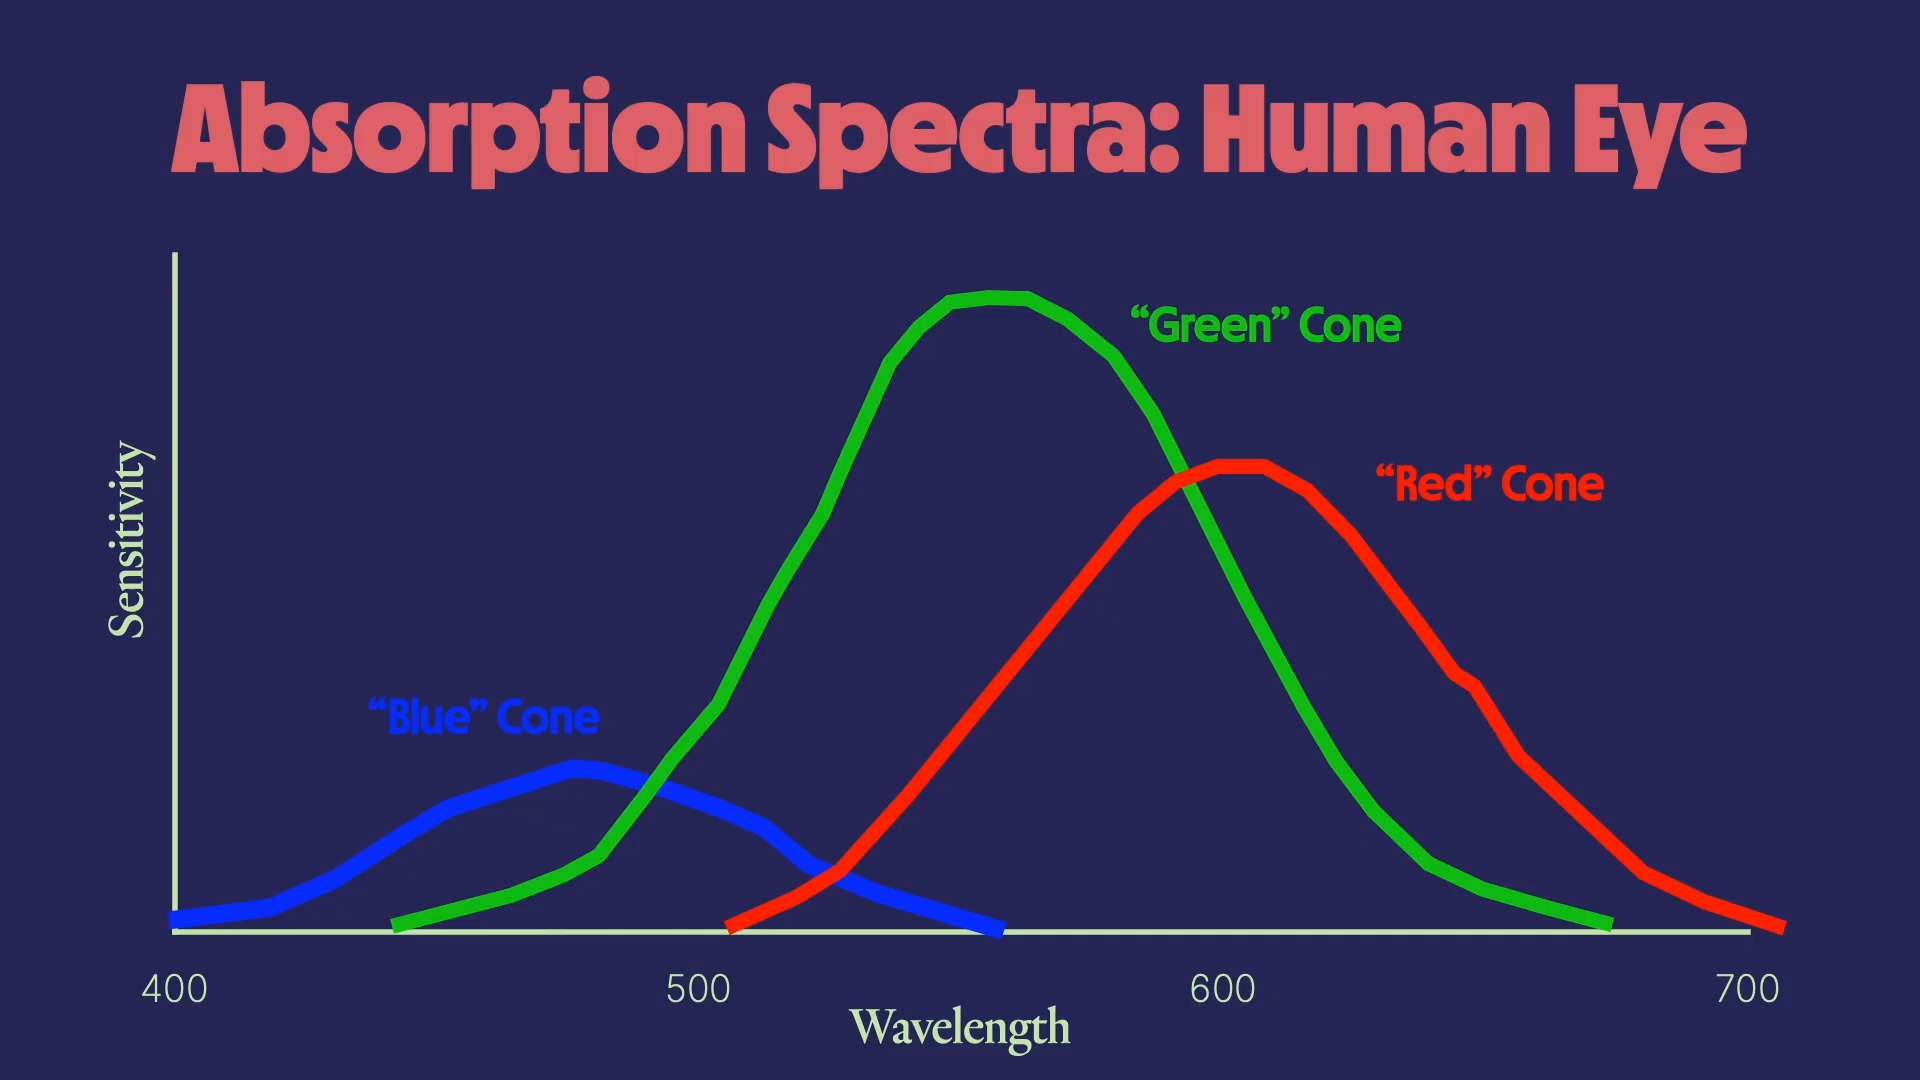 Absorption Spectra: Human Eye
“Green” Cone
“Red” Cone
Sensitivity
“Blue” Cone
400 500 600 700
Wavelength